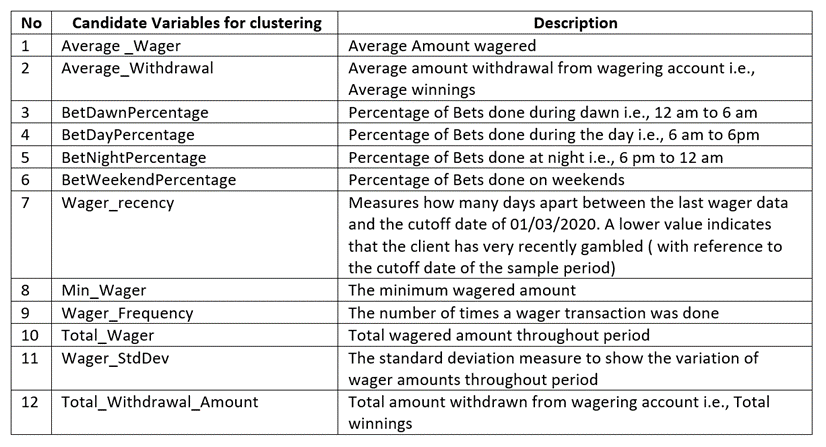 No Candidate Variables for clustering Description
1 Average _Wager Average Amount wagered
2 Average_Withdrawal Average amount withdrawal from wagering account i.e.,
Average winnings
3 BetDawnPercentage Percentage of Bets done during dawn i.e., 12 am to 6 am
4 BetDayPercentage Percentage of Bets done during the day i.e., 6 am to 6pm
5 BetNightPercentage Percentage of Bets done at night i.e., 6 pm to 12 am
6 BetWeekendPercentage Percentage of Bets done on weekends
7 Wager_recency Measures how many days apart between the last wager data
and the cutoff date of 01/03/2020. A lower value indicates
that the client has very recently gambled ( with reference to
the cutoff date of the sample period)
8 Min_Wager The minimum wagered amount
9 Wager_Frequency The number of times a wager transaction was done
10 Total_Wager Total wagered amount throughout period
11 Wager_StdDev The standard deviation measure to show the variation of
wager amounts throughout period
12 Total_Withdrawal_Amount Total amount withdrawn from wagering account i.e., Total
winnings